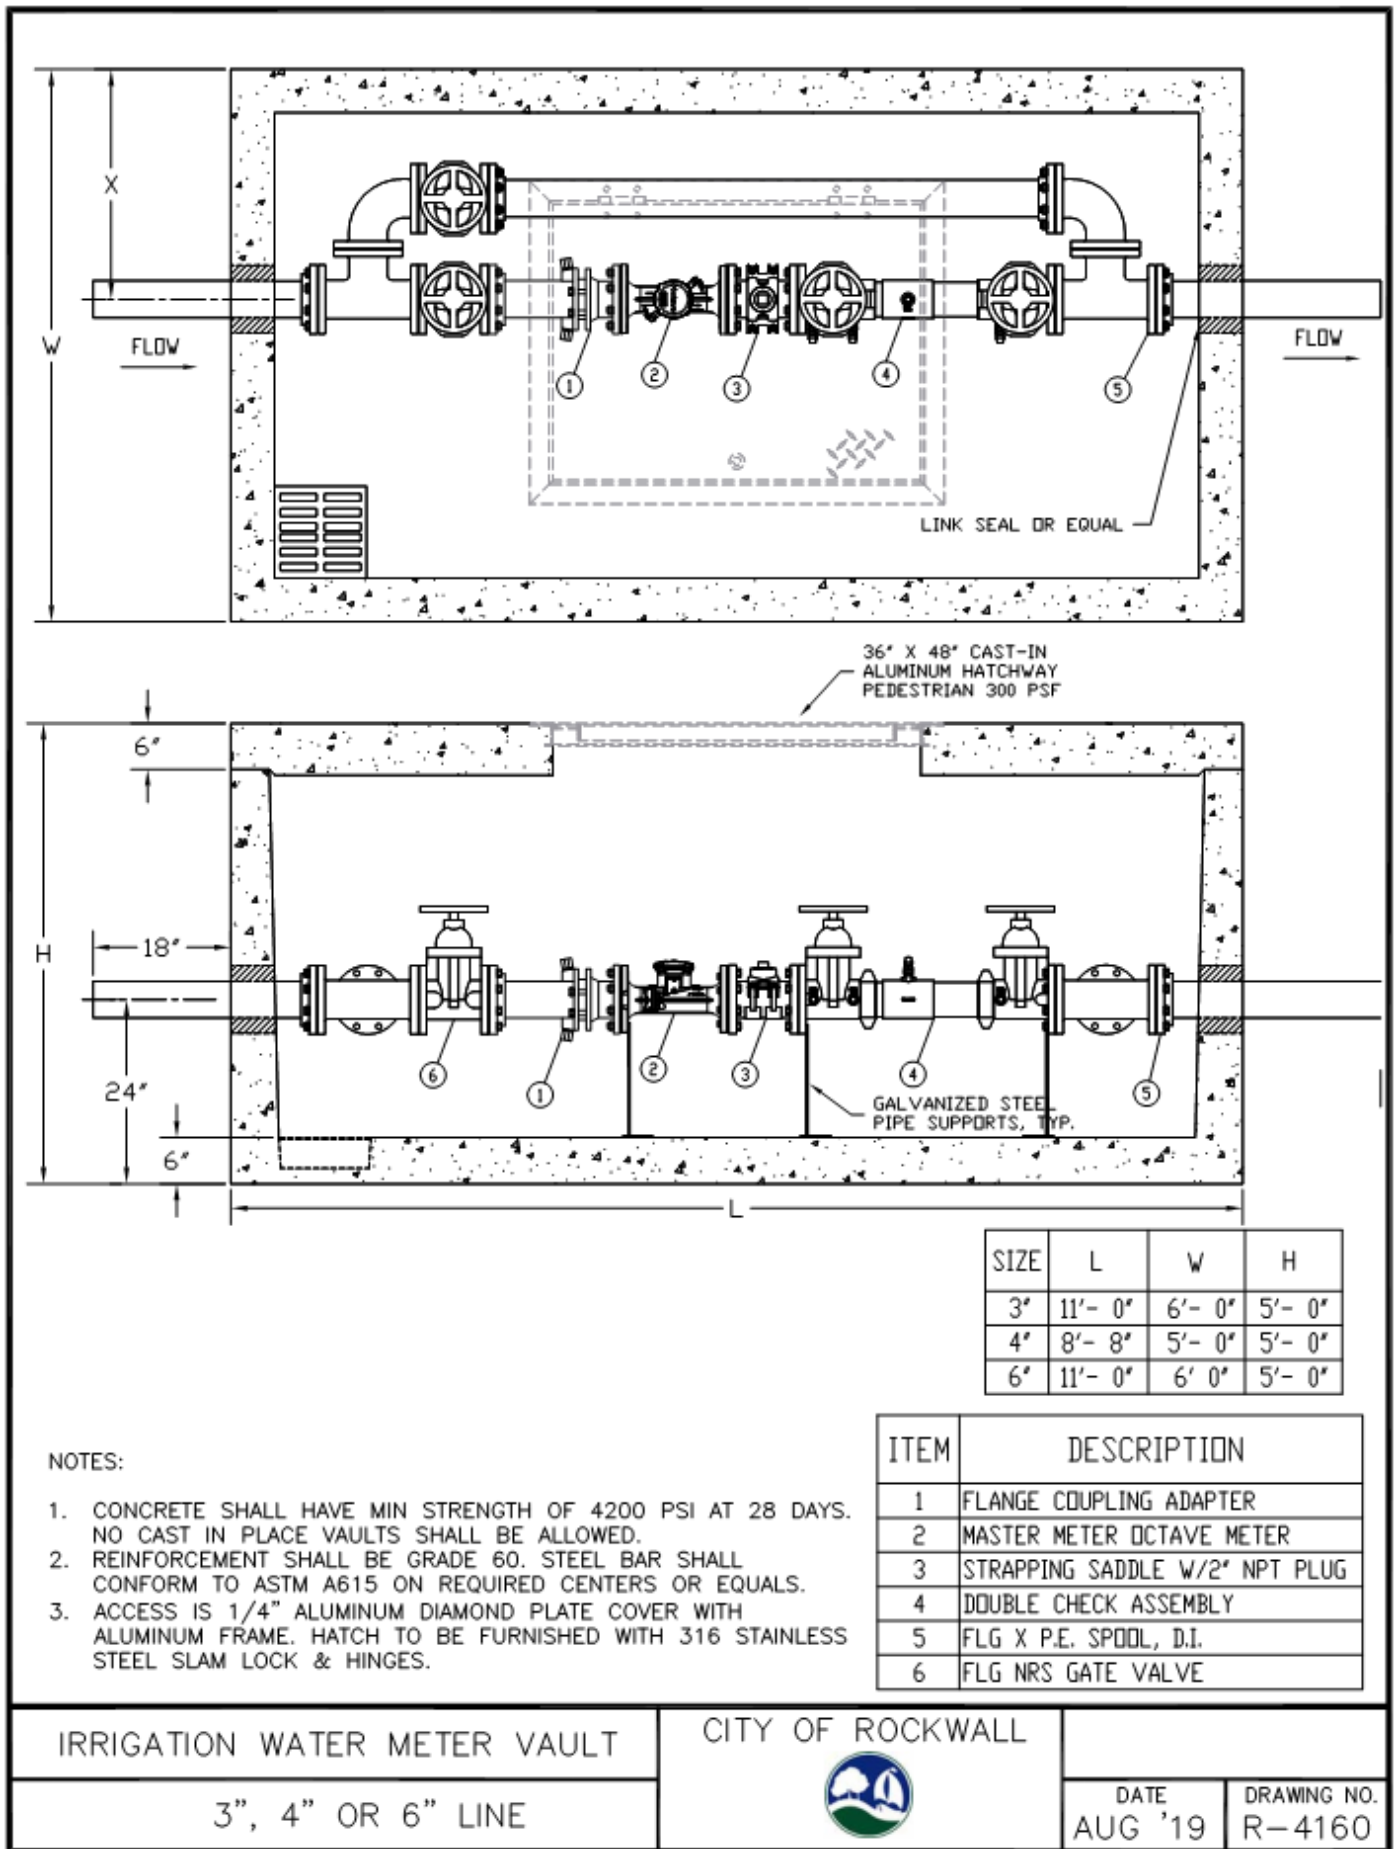 X
W
FLOW
FLOW
1
2
3
4
5
LINK SEAL OR EQUAL
36" X 48" CAST-IN
ALUMINUM HATCHWAY
PEDESTRIAN 300 PSF
6"
H
18"
24"
6"
6
1
2
3
4
5
GALVANIZED STEEL
PIPE SUPPORTS, TYP.
L
SIZE L W H
3" 11'- 0" 6'- 0" 5'- 0"
4" 8'- 8" 5'- 0" 5'- 0"
6" 11'- 0" 6' 0" 5'- 0"
ITEM DESCRIPTION
1 FLANGE COUPLING ADAPTER
2 MASTER METER OCTAVE METER
3 STRAPPING SADDLE W/2" NPT PLUG
4 DOUBLE CHECK ASSEMBLY
5 FLG X P.E. SPOOL, D.I.
6 FLG NRS GATE VALVE
NOTES:
1. CONCRETE SHALL HAVE MIN STRENGTH OF 4200 PSI AT 28 DAYS.
NO CAST IN PLACE VAULTS SHALL BE ALLOWED.
2. REINFORCEMENT SHALL BE GRADE 60. STEEL BAR SHALL
CONFORM TO ASTM A615 ON REQUIRED CENTERS OR EQUALS.
3. ACCESS IS 1/4" ALUMINUM DIAMOND PLATE COVER WITH
ALUMINUM FRAME. HATCH TO BE FURNISHED WITH 316 STAINLESS
STEEL SLAM LOCK & HINGES.
IRRIGATION WATER METER VAULT
3", 4" OR 6" LINE
CITY OF ROCKWALL
DATE
AUG '19
DRAWING NO.
R-4160